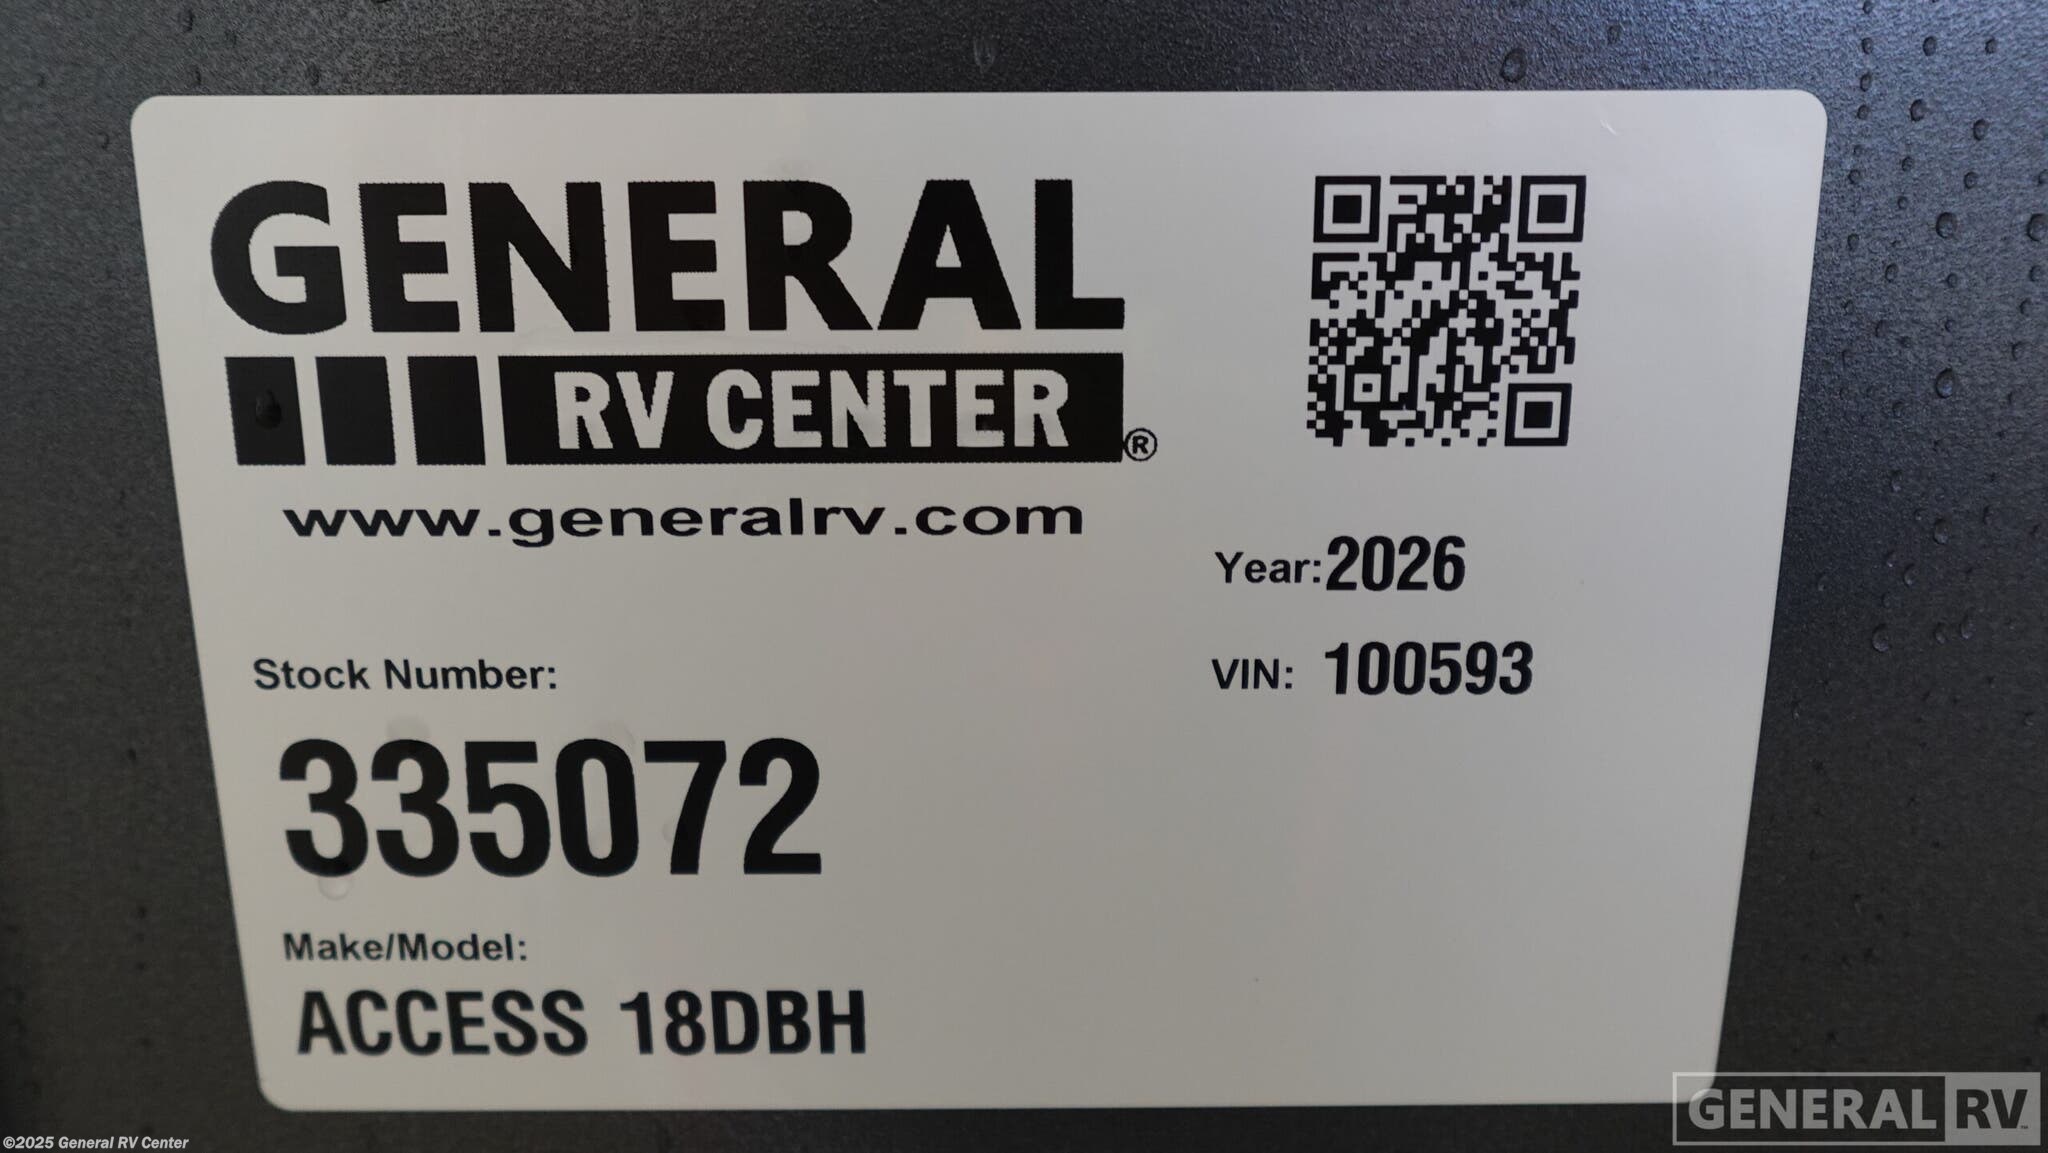 GENERAL
RV CENTER®
www.generalrv.com
Year: 2026
VIN: 100593
Stock Number:
335072
Make/Model:
ACCESS 18DBH
©2025 General RV Center
GENERAL RV™